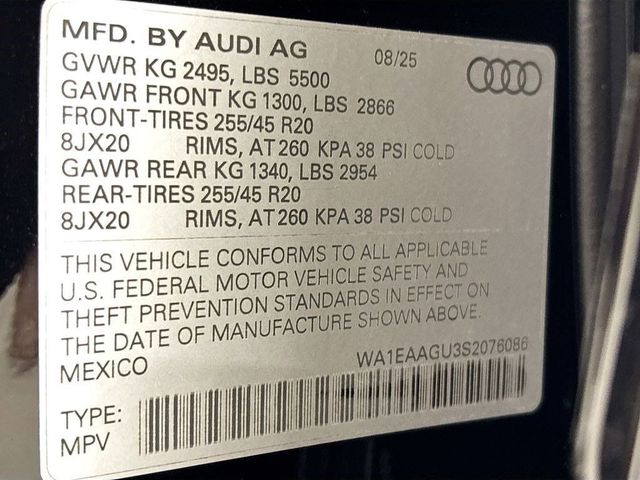 MFD. BY AUDI AG 08/25
GVWR KG 2495, LBS 5500
GAWR FRONT KG 1300, LBS 2866
FRONT-TIRES 255/45 R20
8JX20 RIMS, AT 260 KPA 38 PSI COLD
GAWR REAR KG 1340, LBS 2954
REAR-TIRES 255/45 R20
8JX20 RIMS, AT 260 KPA 38 PSI COLD
THIS VEHICLE CONFORMS TO ALL APPLICABLE
U.S. FEDERAL MOTOR VEHICLE SAFETY AND
THEFT PREVENTION STANDARDS IN EFFECT ON
THE DATE OF MANUFACTURE SHOWN ABOVE.
MEXICO WA1EAAGU3S2076086
TYPE:
MPV